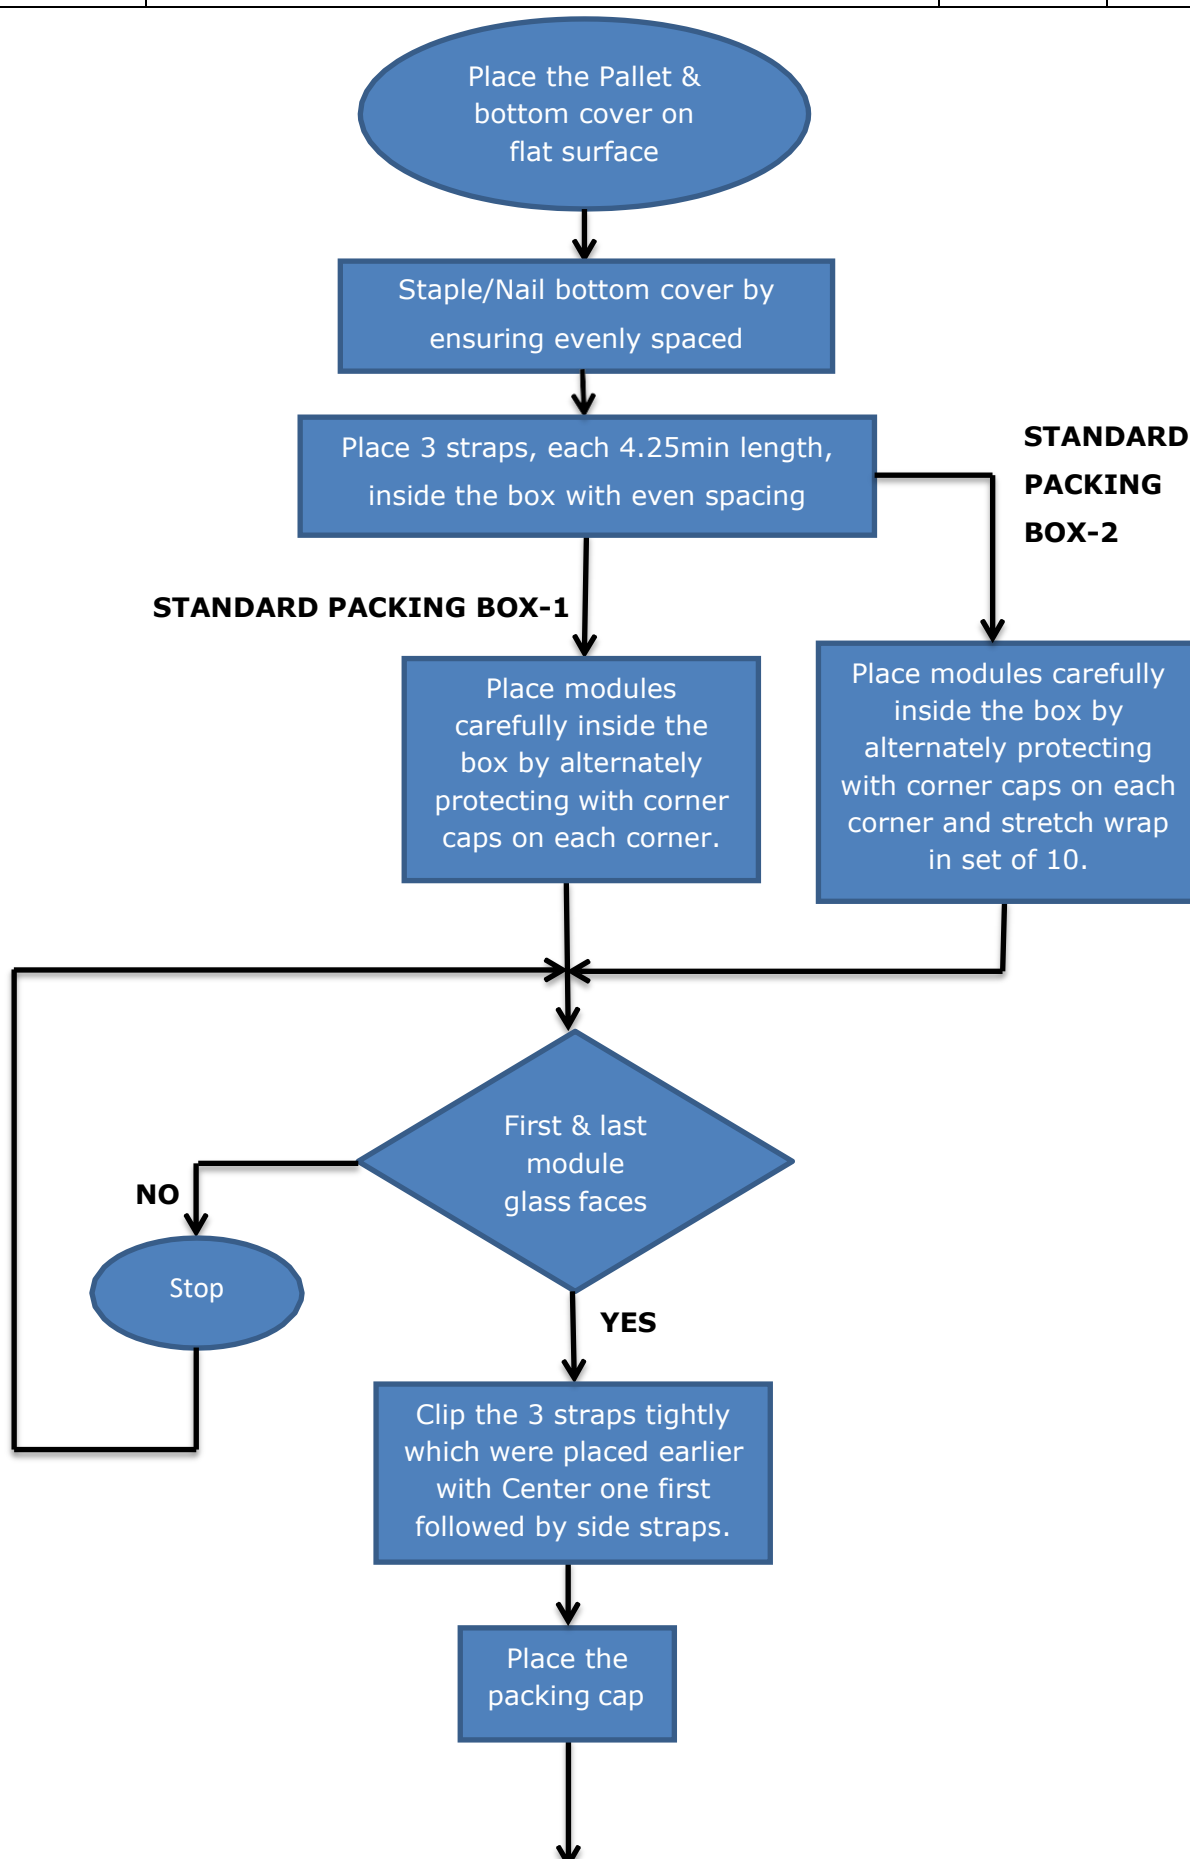 Place the Pallet &
bottom cover on
flat surface
Staple/Nail bottom cover by
ensuring evenly spaced
Place 3 straps, each 4.25min length,
inside the box with even spacing
STANDARD
PACKING
BOX-2
STANDARD PACKING BOX-1
Place modules
carefully inside the
box by alternately
protecting with corner
caps on each corner.
Place modules carefully
inside the box by
alternately protecting
with corner caps on each
corner and stretch wrap
in set of 10.
First & last
module
glass faces
NO
Stop
YES
Clip the 3 straps tightly
which were placed earlier
with Center one first
followed by side straps.
Place the
packing cap